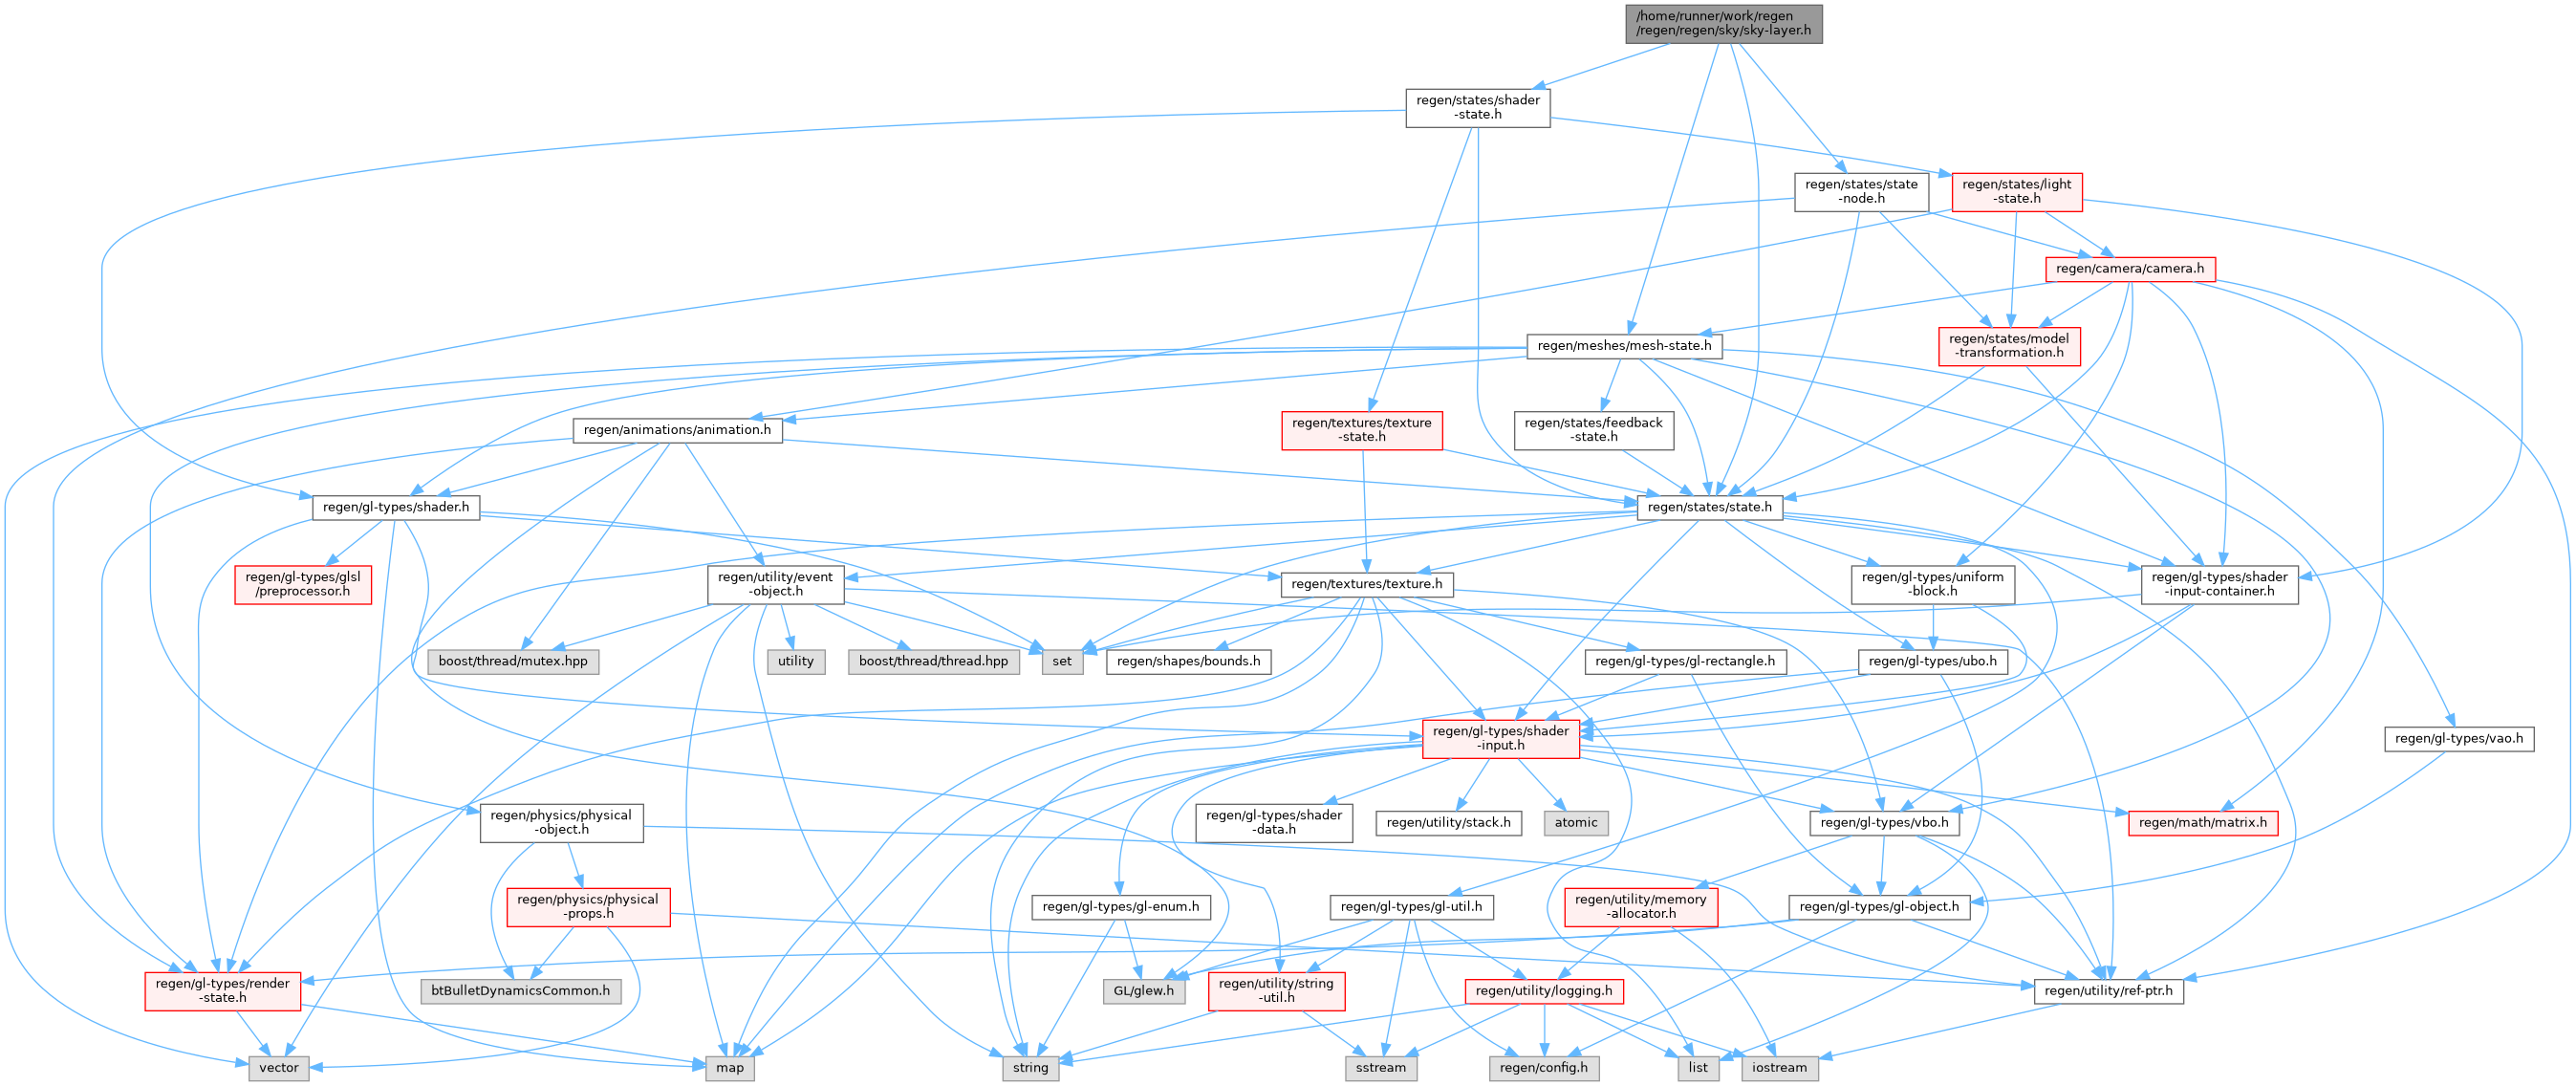 /home/runner/work/regen
/regen/regen/sky/sky-layer.h
regen/states/shader
-state.h
regen/states/state
-node.h
regen/states/light
-state.h
regen/camera/camera.h
regen/meshes/mesh-state.h
regen/states/model
-transformation.h
regen/animations/animation.h
regen/textures/texture
-state.h
regen/states/feedback
-state.h
regen/gl-types/shader.h
regen/states/state.h
regen/gl-types/glsl
/preprocessor.h
regen/utility/event
-object.h
regen/textures/texture.h
regen/gl-types/uniform
-block.h
regen/gl-types/shader
-input-container.h
boost/thread/mutex.hpp
utility
boost/thread/thread.hpp
set
regen/shapes/bounds.h
regen/gl-types/gl-rectangle.h
regen/gl-types/ubo.h
regen/gl-types/shader
-input.h
regen/gl-types/vao.h
regen/physics/physical
-object.h
regen/gl-types/shader
-data.h
regen/utility/stack.h
atomic
regen/gl-types/vbo.h
regen/math/matrix.h
regen/physics/physical
-props.h
regen/gl-types/gl-enum.h
regen/gl-types/gl-util.h
regen/utility/memory
-allocator.h
regen/gl-types/gl-object.h
regen/gl-types/render
-state.h
btBulletDynamicsCommon.h
GL/glew.h
regen/utility/string
-util.h
regen/utility/logging.h
regen/utility/ref-ptr.h
vector
map
string
sstream
regen/config.h
list
iostream